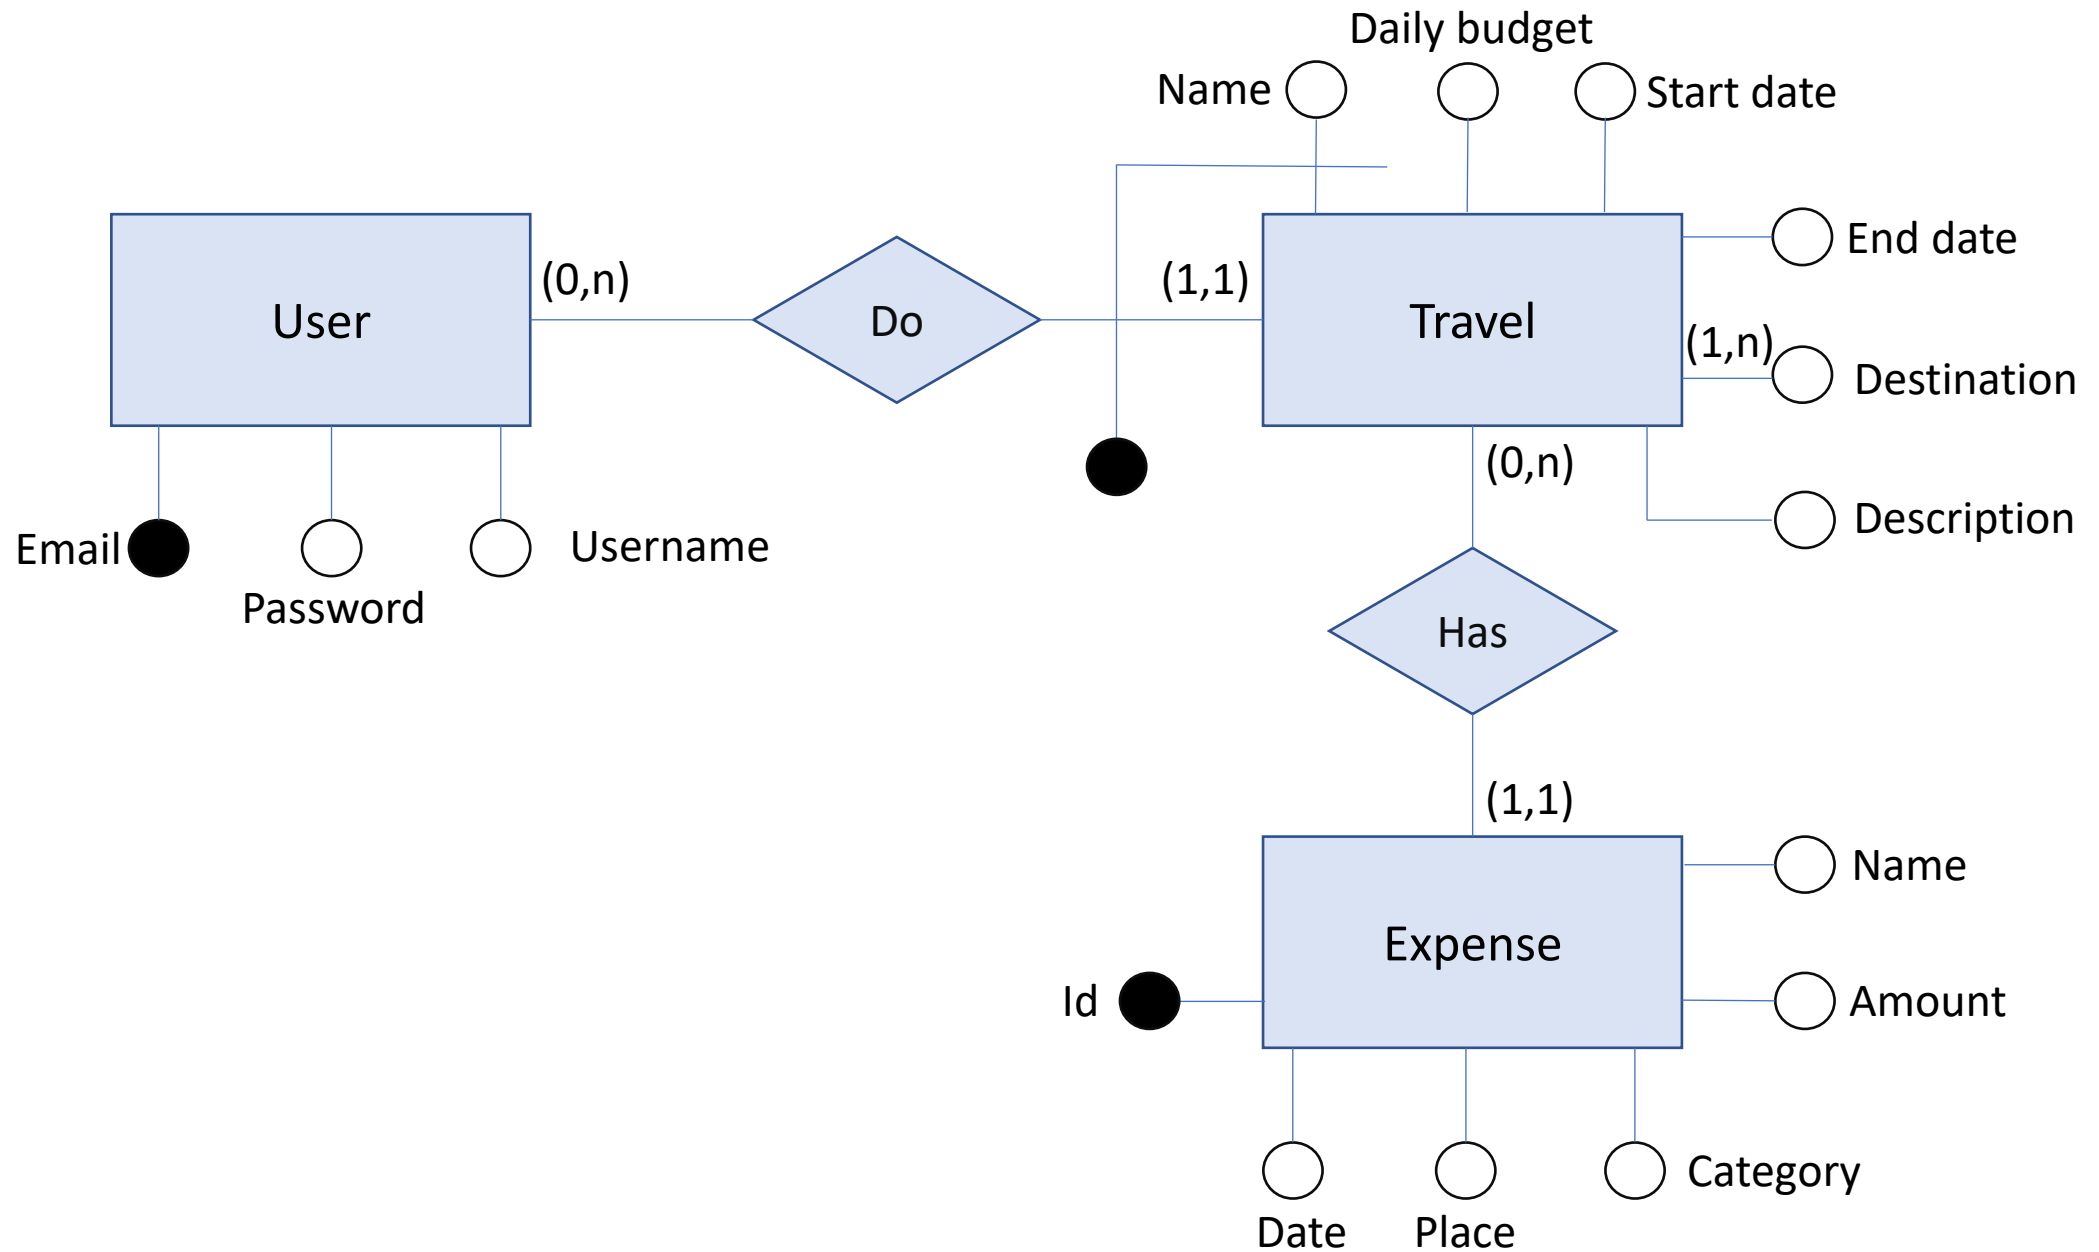 Daily budget
Name
Start date
End date
(0,n)
(1,1)
User
Do
Travel
(1,n)
Destination
(0,n)
Description
Email
Username
Password
Has
(1,1)
Name
Expense
Id
Amount
Category
Date
Place